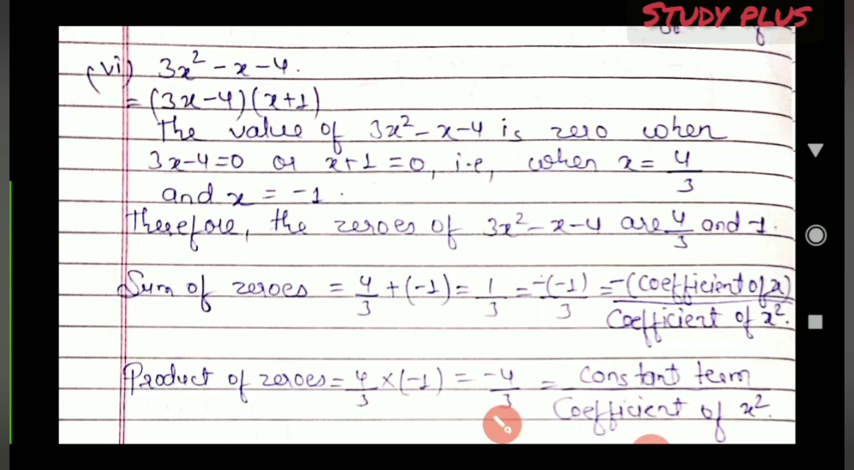 STUDY PLUS
(vi) 3x² - x - 4.
= (3x-4)(x+1)
The value of 3x² - x - 4 is zero when
3x-4=0 or x+1=0, i.e, when x = 4/3
and x = -1.
Therefore, the zeroes of 3x² - x - 4 are 4/3 and -1.
Sum of zeroes = 4/3 + (-1) = 1/3 = -(-1)/3 = -(Coefficient of x)/Coefficient of x².
Product of zeroes = 4/3 × (-1) = -4/3 = Constant term/Coefficient of x².